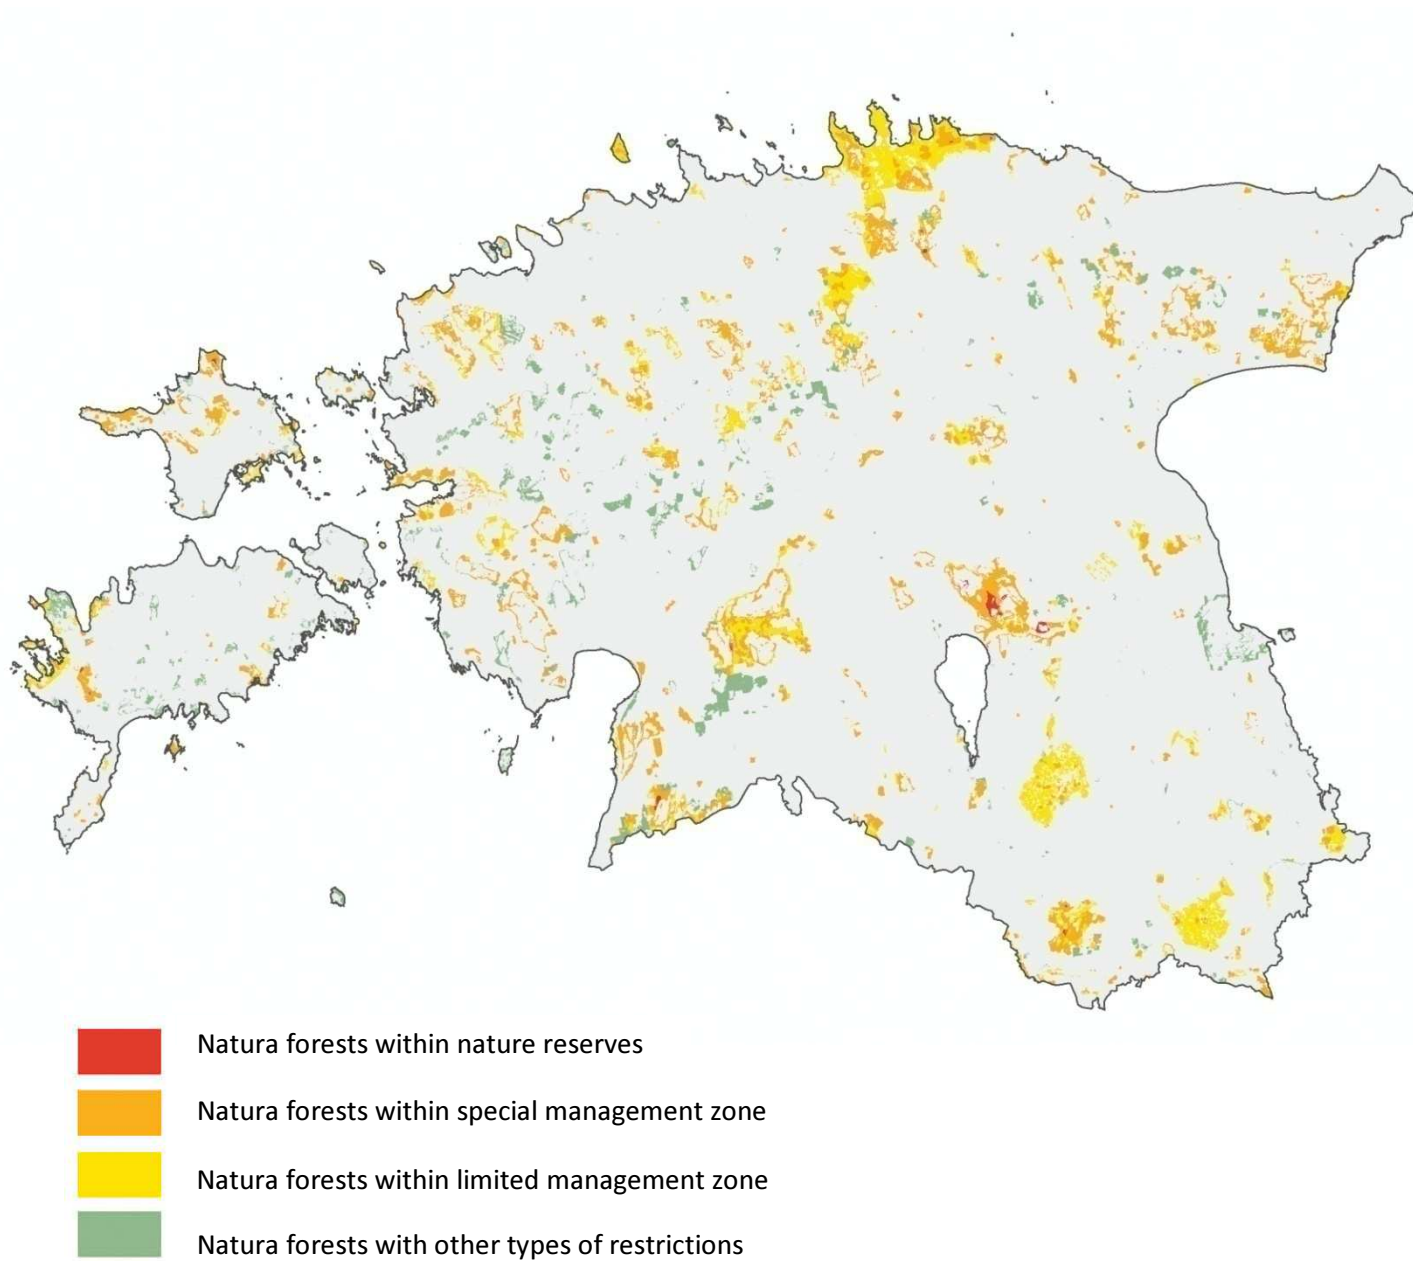 Natura forests within nature reserves
Natura forests within special management zone
Natura forests within limited management zone
Natura forests with other types of restrictions